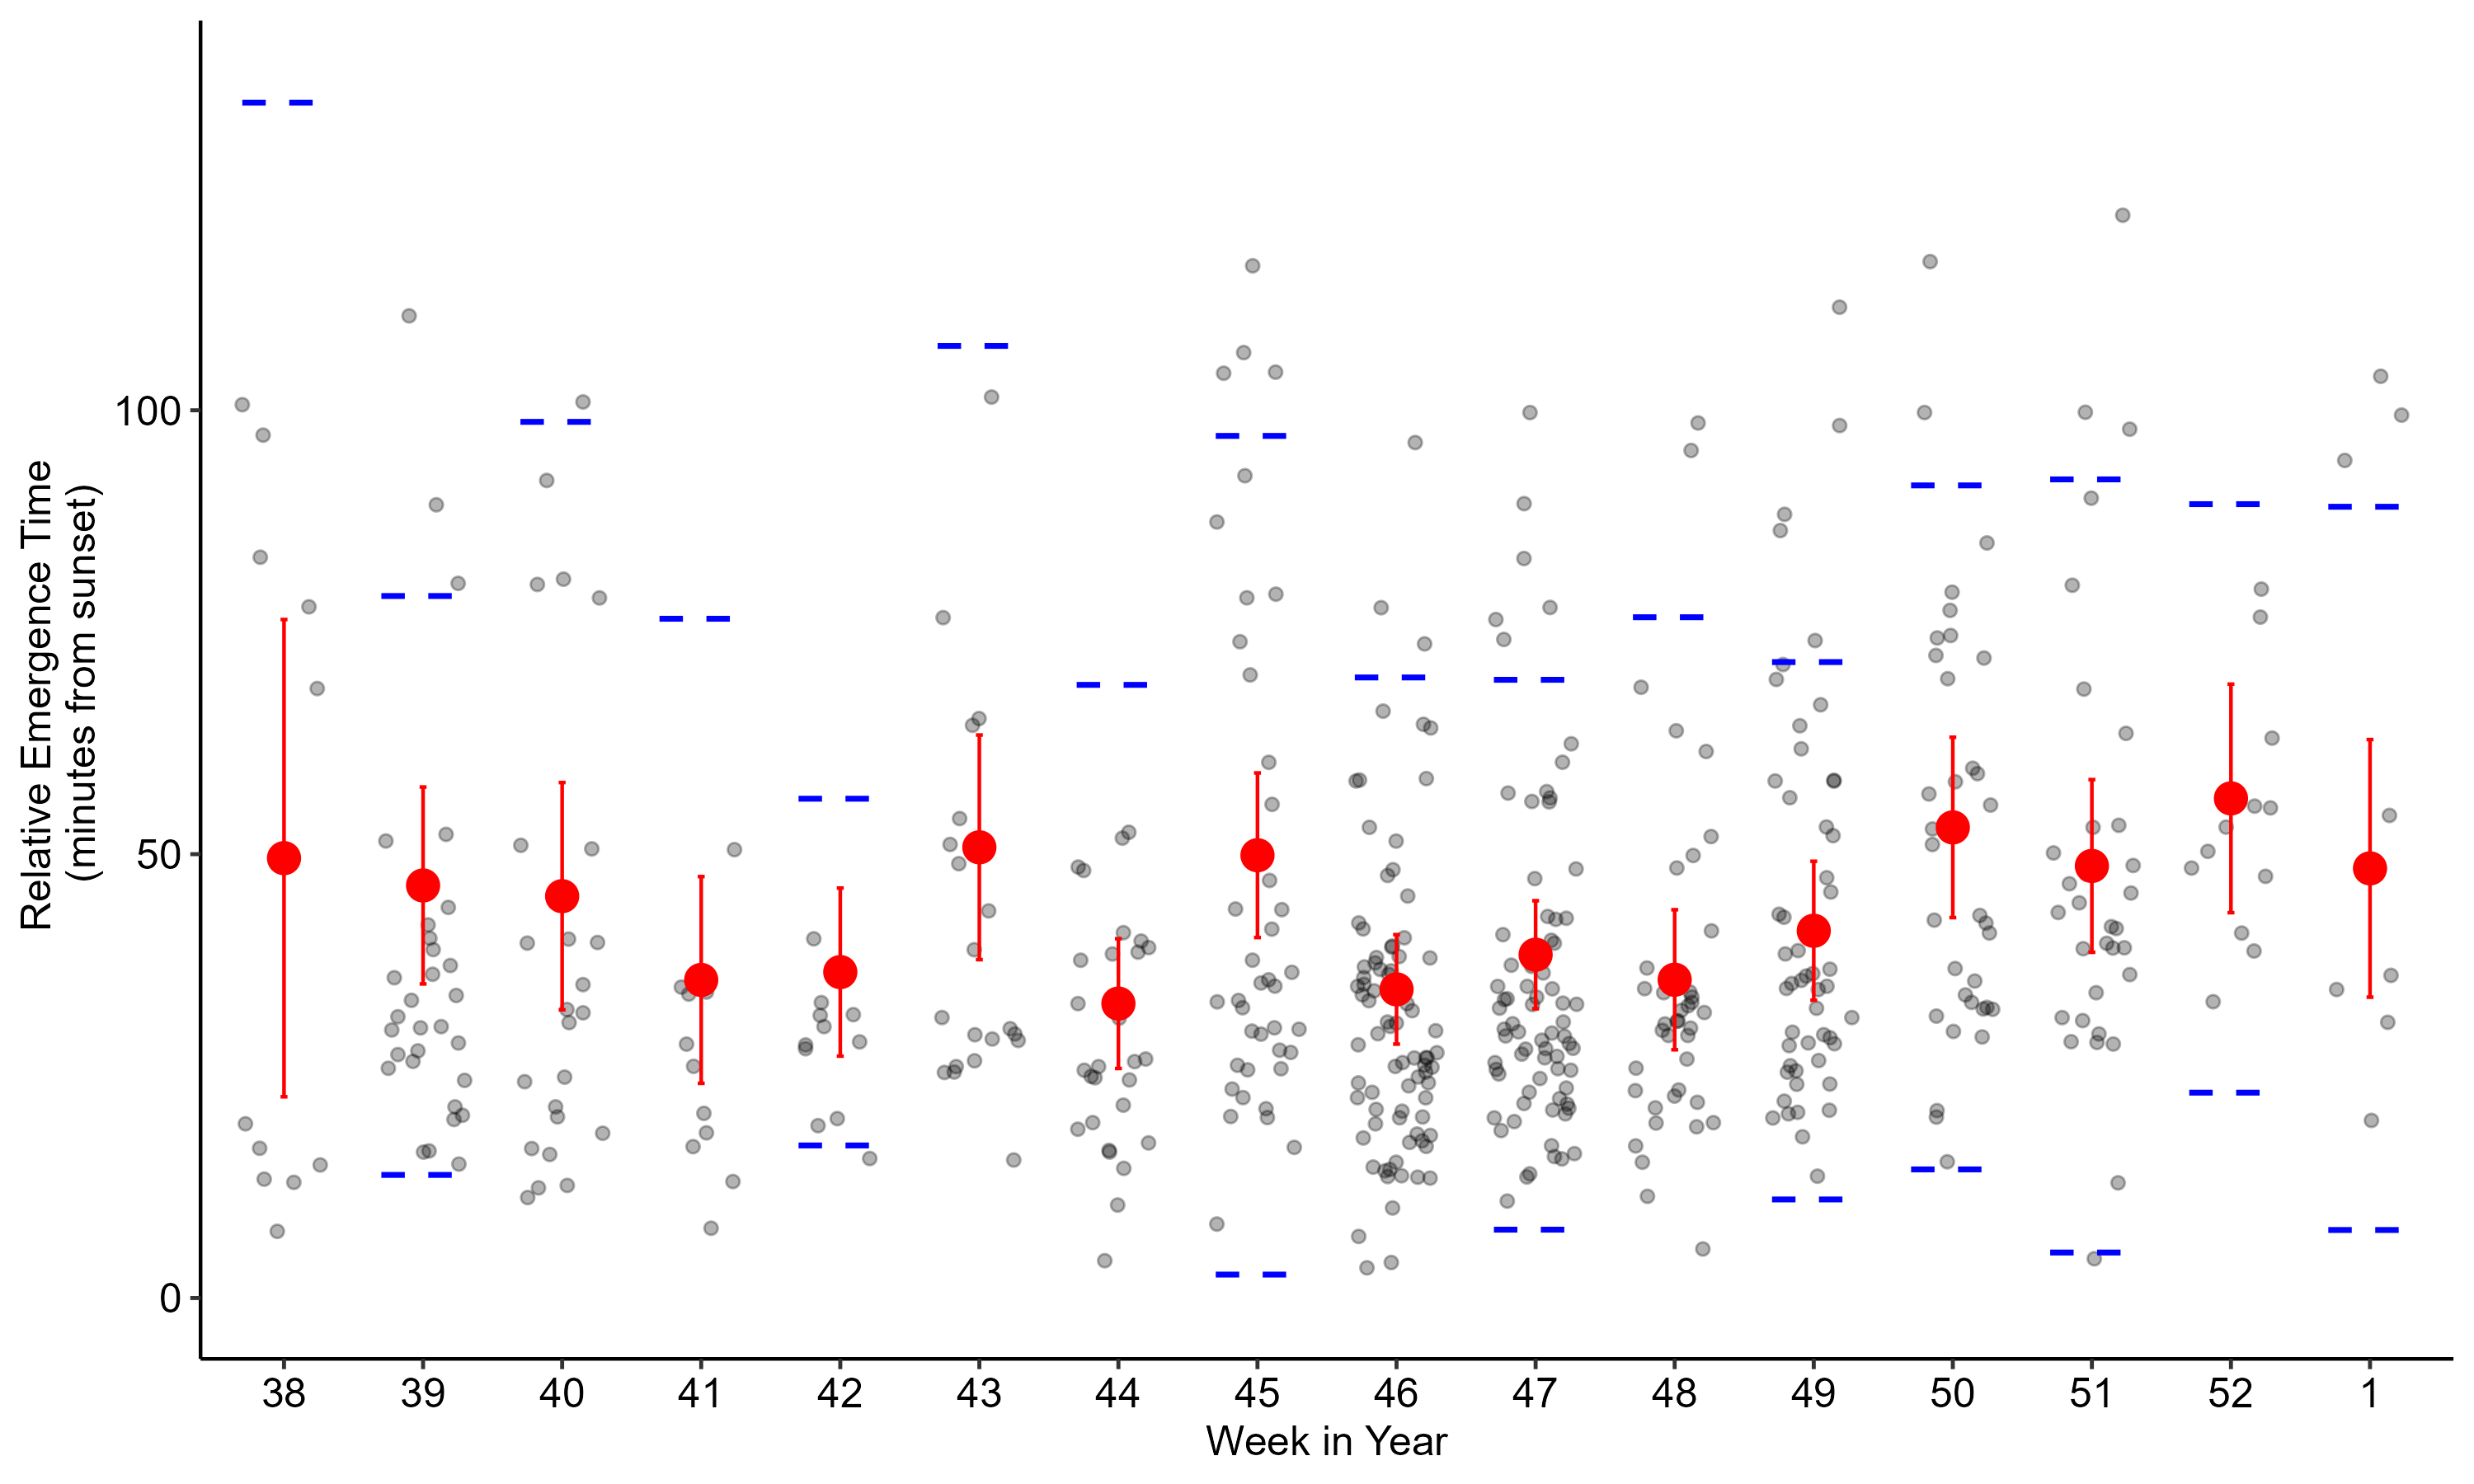 Relative Emergence Time
(minutes from sunset)
100
50
0
38 39 40 41 42 43 44 45 46 47 48 49 50 51 52 1
Week in Year